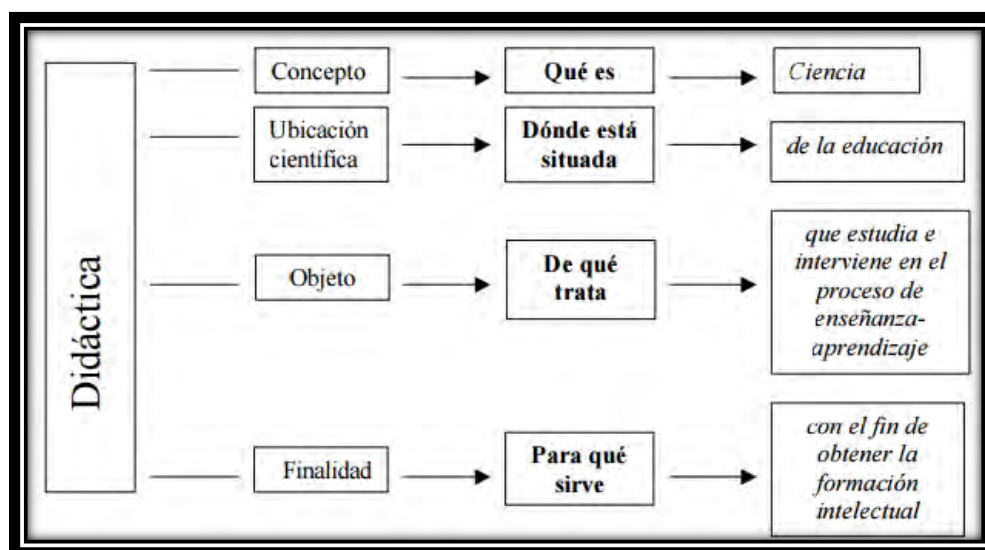 Didáctica
Concepto
Qué es
Ciencia
Ubicación
científica
Dónde está
situada
de la educación
Objeto
De qué
trata
que estudia e
interviene en el
proceso de
enseñanza-
aprendizaje
Finalidad
Para qué
sirve
con el fin de
obtener la
formación
intelectual